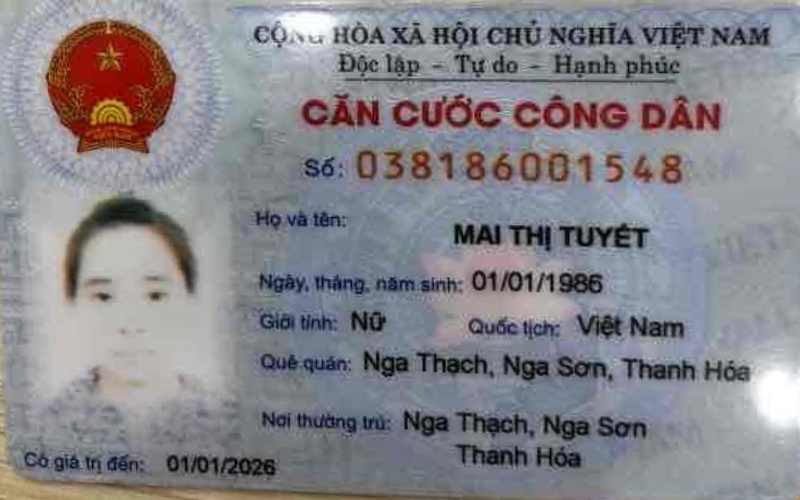 CỘNG HÒA XÃ HỘI CHỦ NGHĨA VIỆT NAM
Độc lập - Tự do - Hạnh phúc
CĂN CƯỚC CÔNG DÂN
Số: 038186001548
Họ và tên:
MAI THỊ TUYẾT
Ngày, tháng, năm sinh: 01/01/1986
Giới tính: Nữ Quốc tịch: Việt Nam
Quê quán: Nga Thạch, Nga Sơn, Thanh Hóa
Nơi thường trú: Nga Thạch, Nga Sơn
Thanh Hóa
Có giá trị đến: 01/01/2026